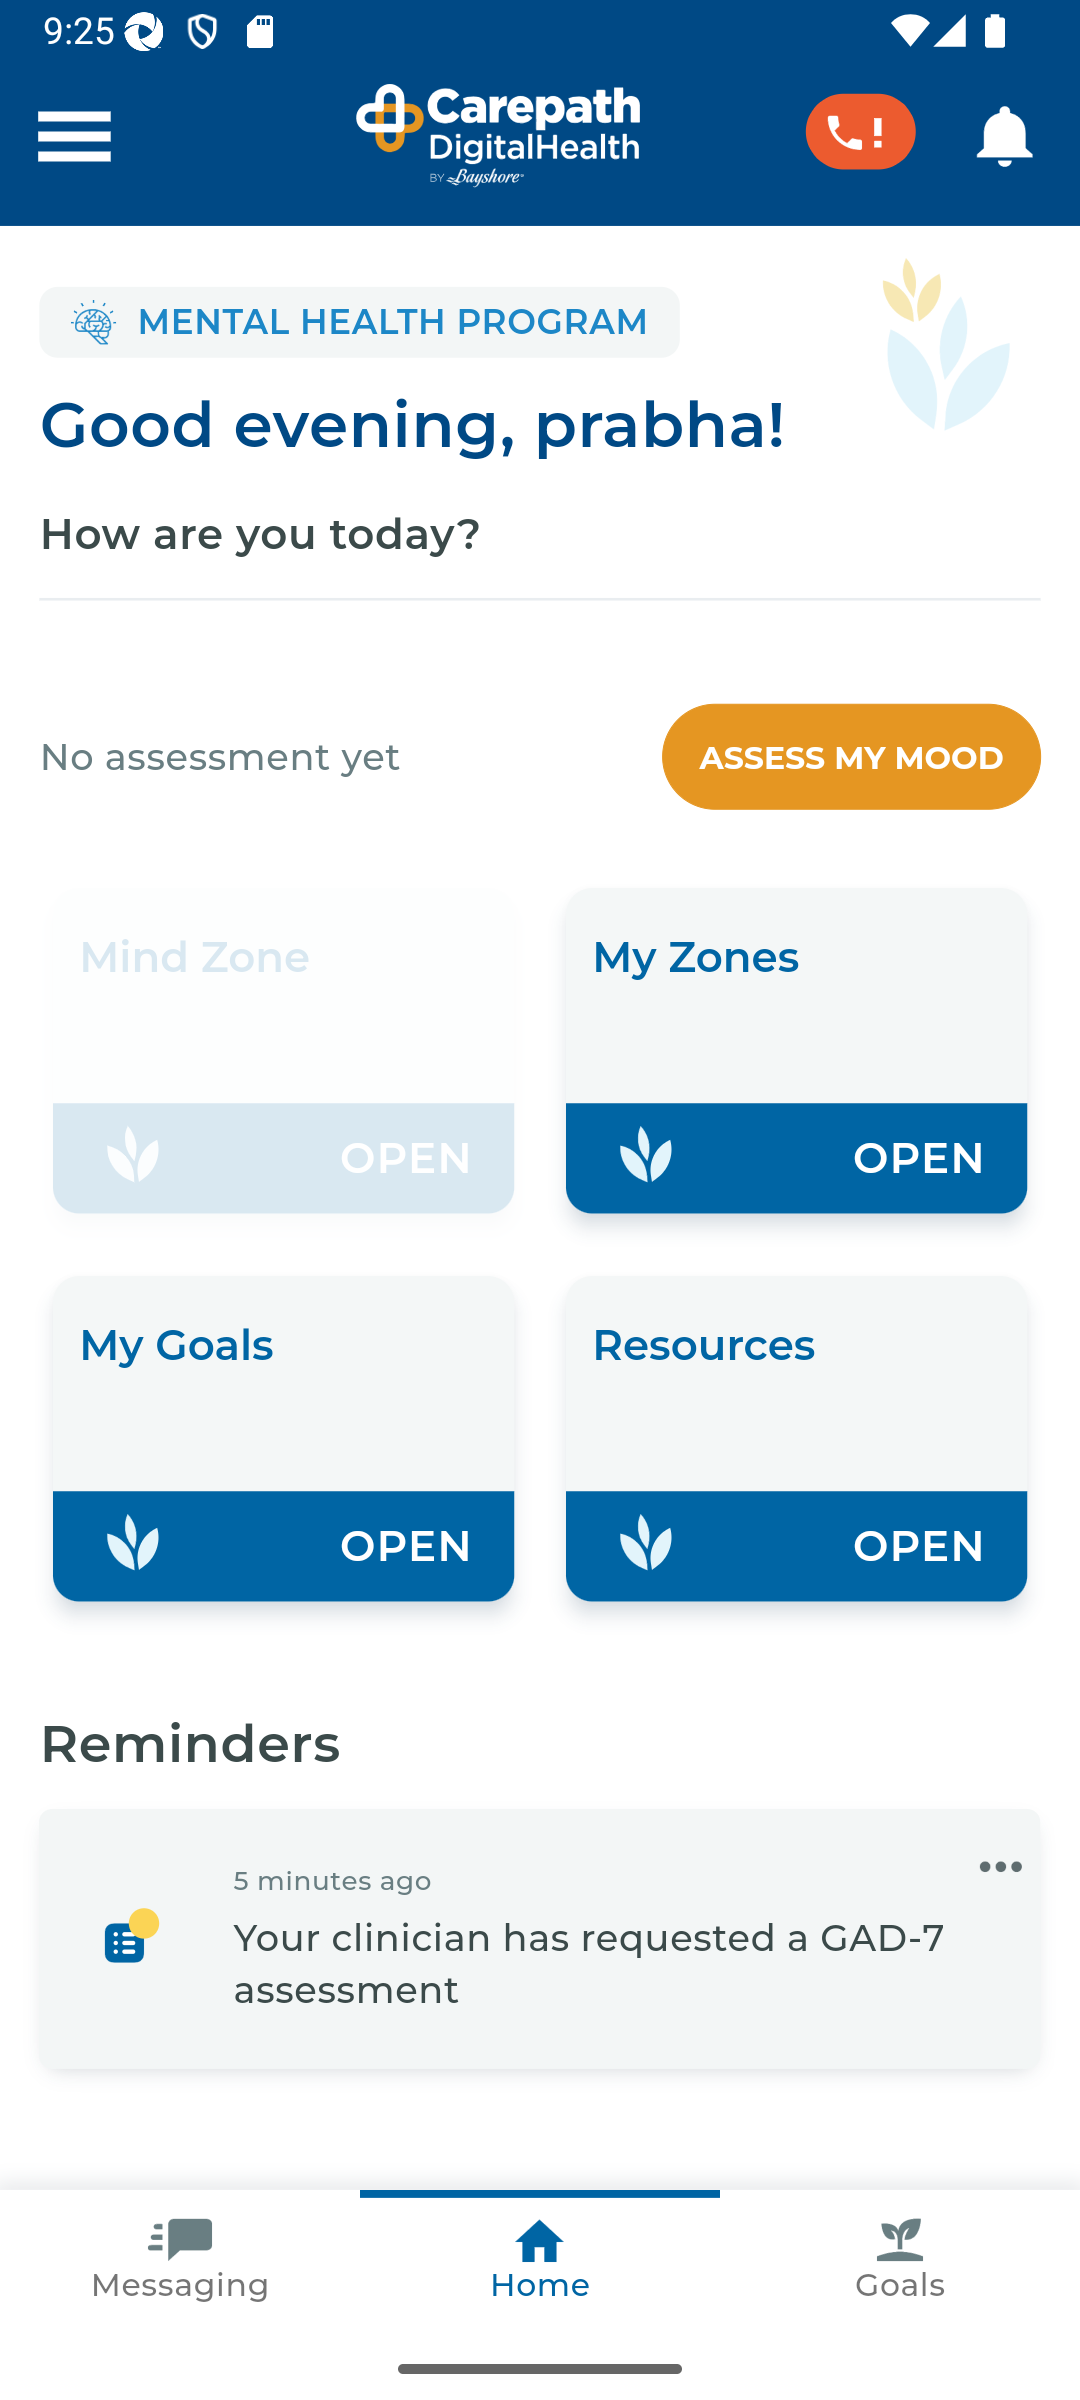 9:25
Carepath
DigitalHealth
BY Bayshore
MENTAL HEALTH PROGRAM
Good evening, prabha!
How are you today?
No assessment yet
ASSESS MY MOOD
Mind Zone
My Zones
OPEN
OPEN
My Goals
Resources
OPEN
OPEN
Reminders
5 minutes ago
Your clinician has requested a GAD-7
assessment
Messaging
Home
Goals